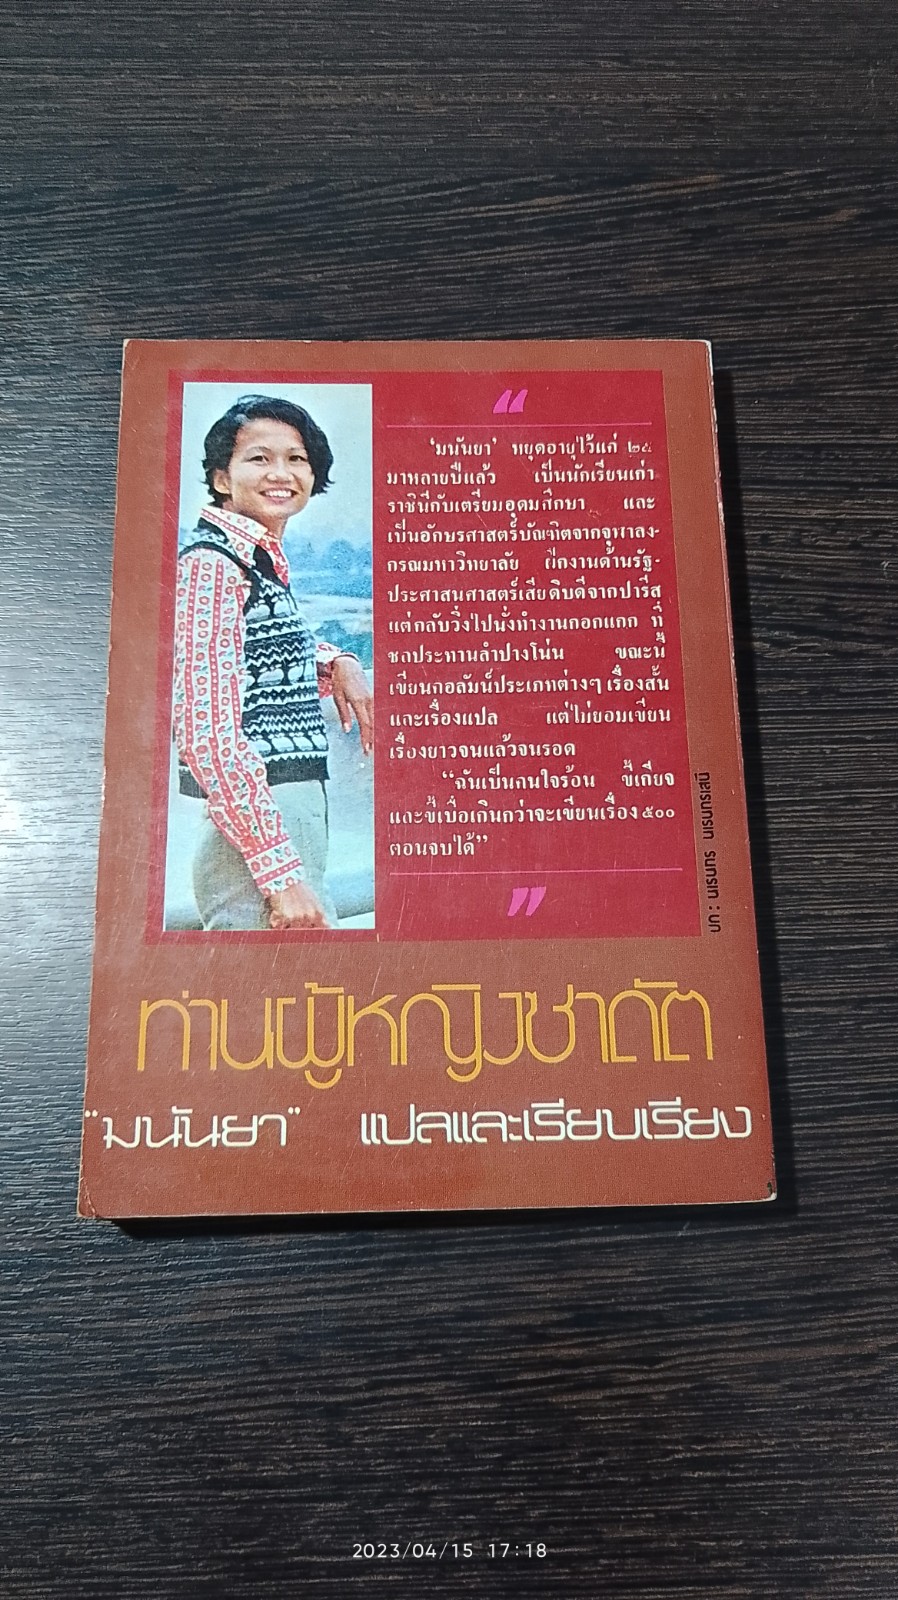 “
‘มนันยา’ หยุดอายุไว้แค่ ๒๕
มาหลายปีแล้ว เป็นนักเรียนเก่า
ราชินีกับเตรียมอุดมศึกษา และ
เป็นอักษรศาสตร์บัณฑิตจากจุฬาลง-
กรณมหาวิทยาลัย ฝึกงานด้านรัฐ-
ประศาสนศาสตร์เสียดิบดีจากปารีส
แต่กลับวิ่งไปนั่งทำงานกอกแกก ที่
ชลประทานลำปางโน่น ขณะนี้
เขียนคอลัมน์ประเภทต่างๆ เรื่องสั้น
และเรื่องแปล แต่ไม่ยอมเขียน
เรื่องยาวจนแล้วจนรอด
“ฉันเป็นคนใจร้อน ขี้เกียจ
และขี้เบื่อเกินกว่าจะเขียนเรื่อง ๕๐๐
ตอนจบได้”
”
ปก : นเรนทร นเรนทรเสนี
ท่านผู้หญิงซาดัต
“มนันยา” แปลและเรียบเรียง
2023/04/15 17:18